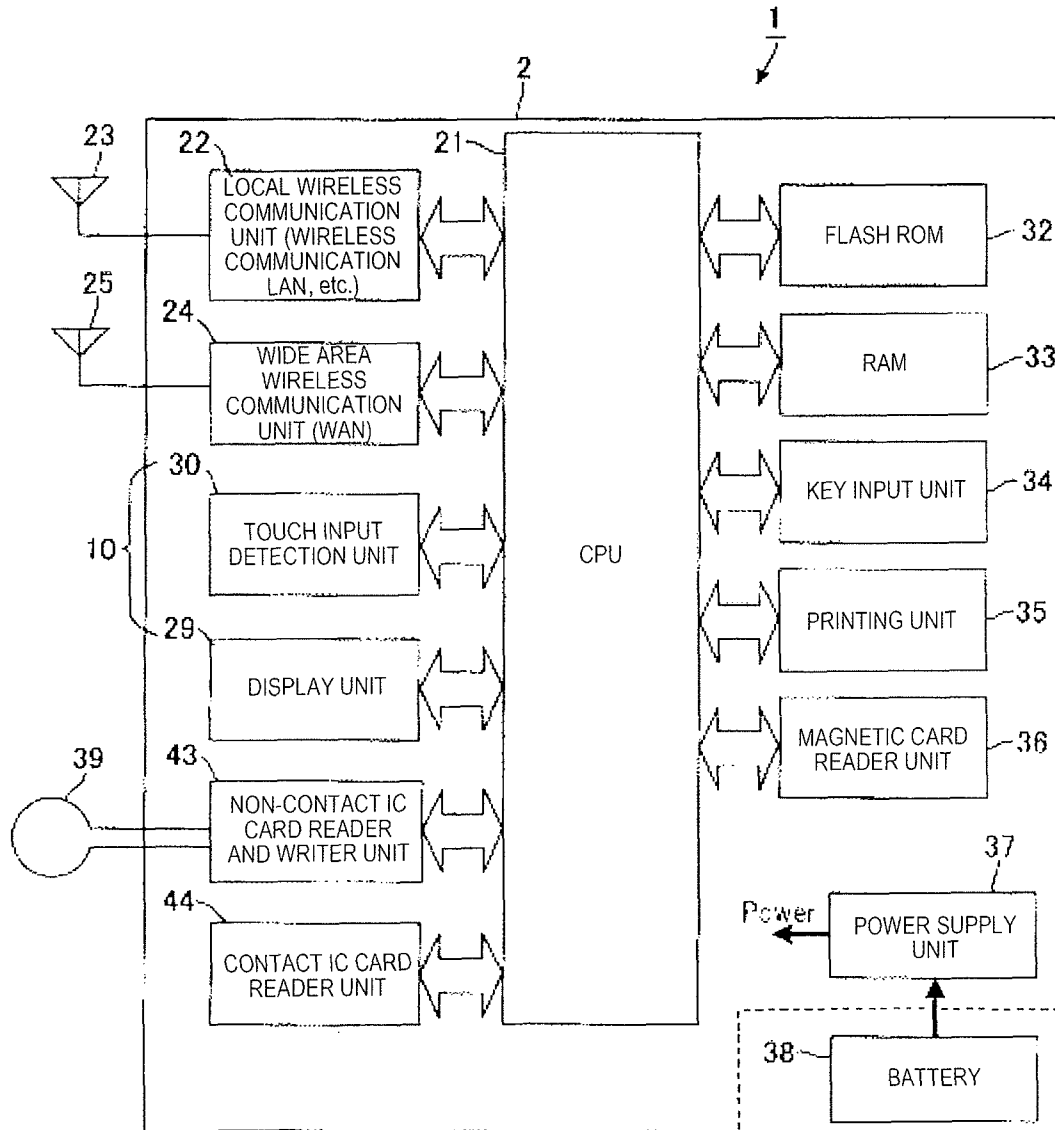 1
2
23
22
LOCAL WIRELESS
COMMUNICATION
UNIT (WIRELESS
COMMUNICATION
LAN, etc.)
25
24
WIDE AREA
WIRELESS
COMMUNICATION
UNIT (WAN)
10
30
TOUCH INPUT
DETECTION UNIT
29
DISPLAY UNIT
39
43
NON-CONTACT IC
CARD READER
AND WRITER UNIT
44
CONTACT IC CARD
READER UNIT
21
CPU
FLASH ROM
32
RAM
33
KEY INPUT UNIT
34
PRINTING UNIT
35
MAGNETIC CARD
READER UNIT
36
37
Power
POWER SUPPLY
UNIT
38
BATTERY